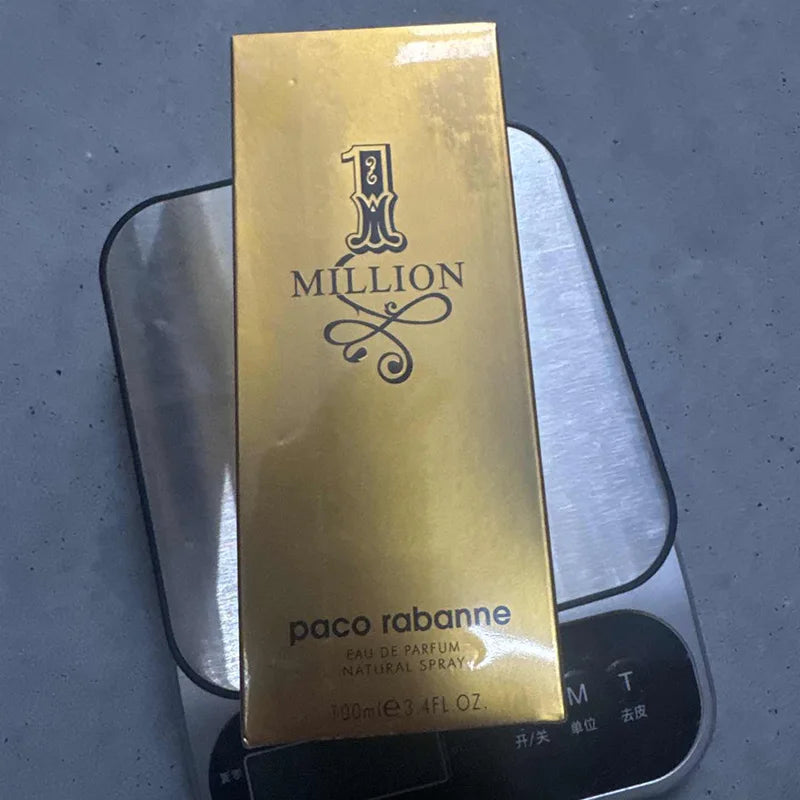 1
MILLION
paco rabanne
EAU DE PARFUM
NATURAL SPRAY
100ml e 3.4FL.OZ.
M T
开/关 单位 去皮